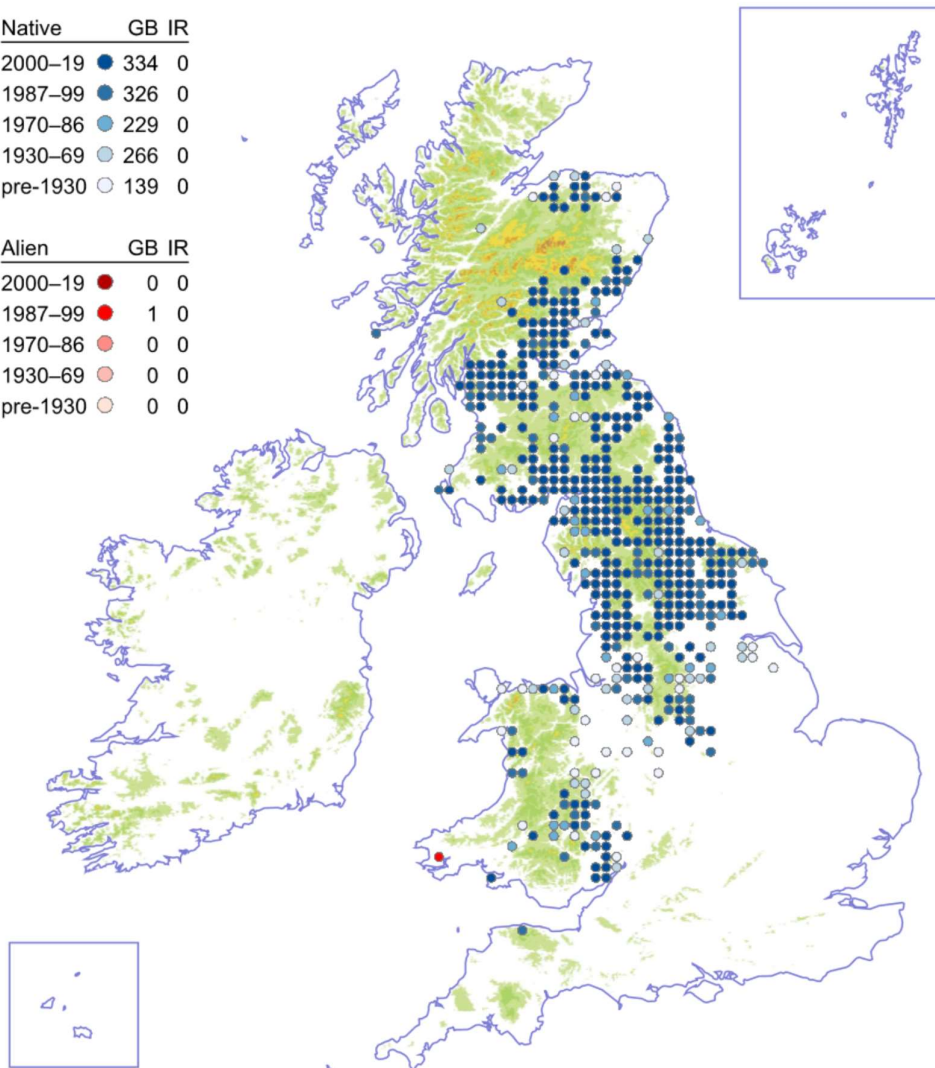 Native GB IR
2000–19 334 0
1987–99 326 0
1970–86 229 0
1930–69 266 0
pre-1930 139 0
Alien GB IR
2000–19 0 0
1987–99 1 0
1970–86 0 0
1930–69 0 0
pre-1930 0 0